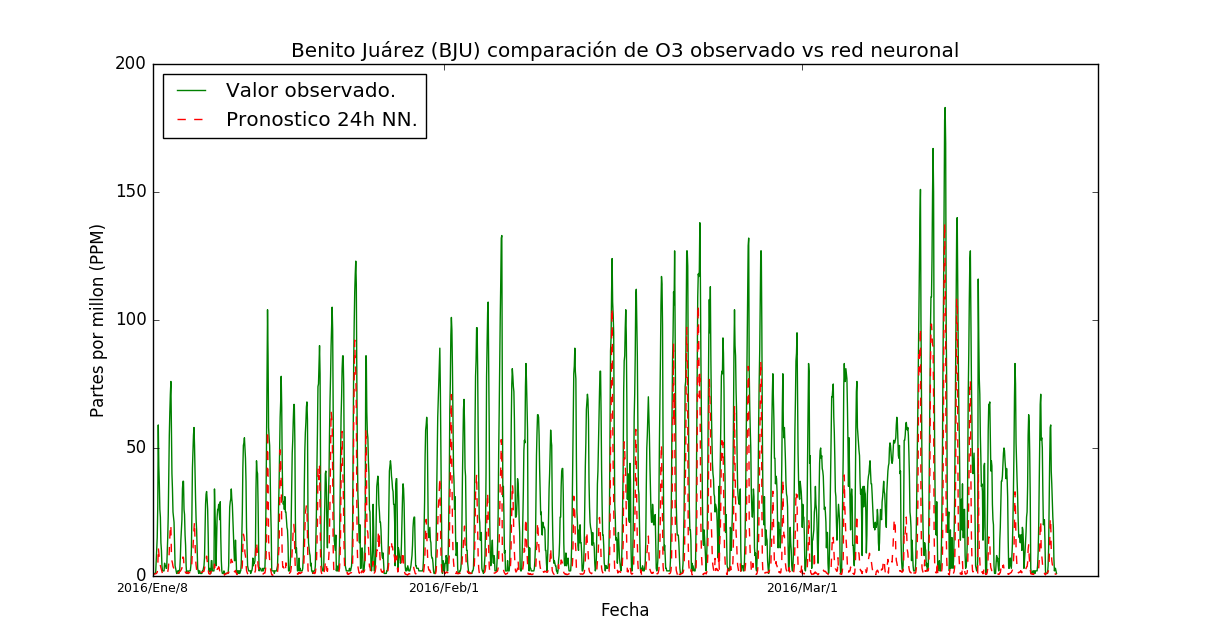 Benito Juárez (BJU) comparación de O3 observado vs red neuronal
200
Valor observado.
Pronostico 24h NN.
150
100
50
0
Partes por millon (PPM)
2016/Ene/8
2016/Feb/1
2016/Mar/1
Fecha